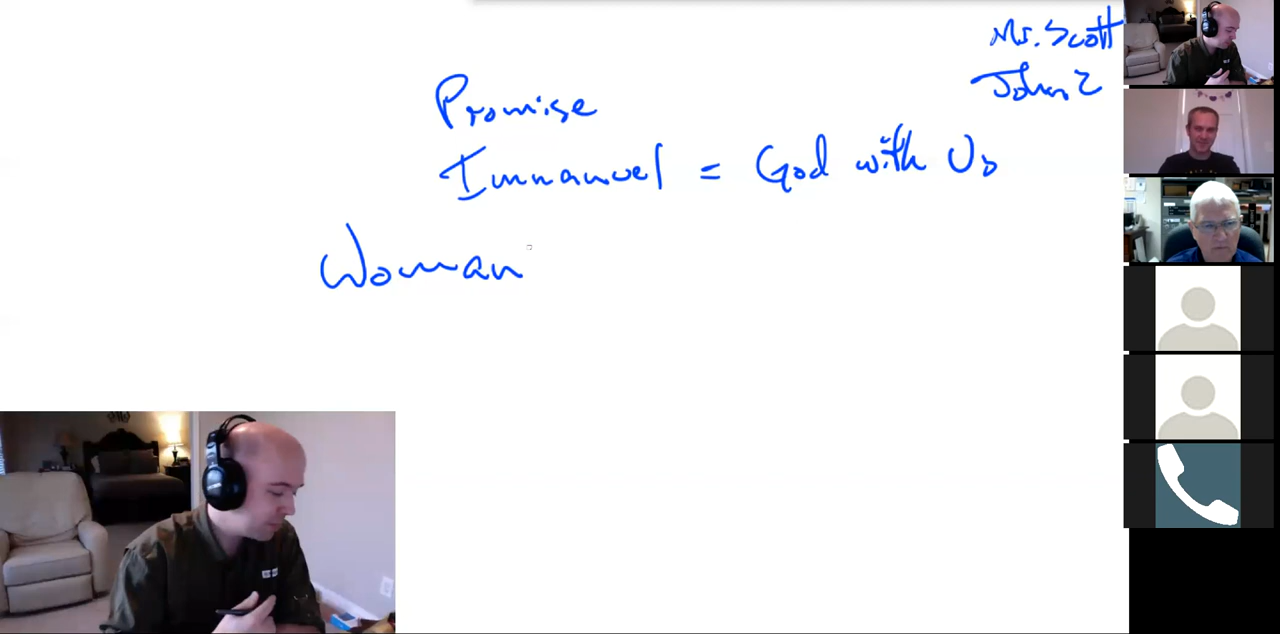 Mr. Scott
John 2
Promise
Immanuel = God with Us
Woman